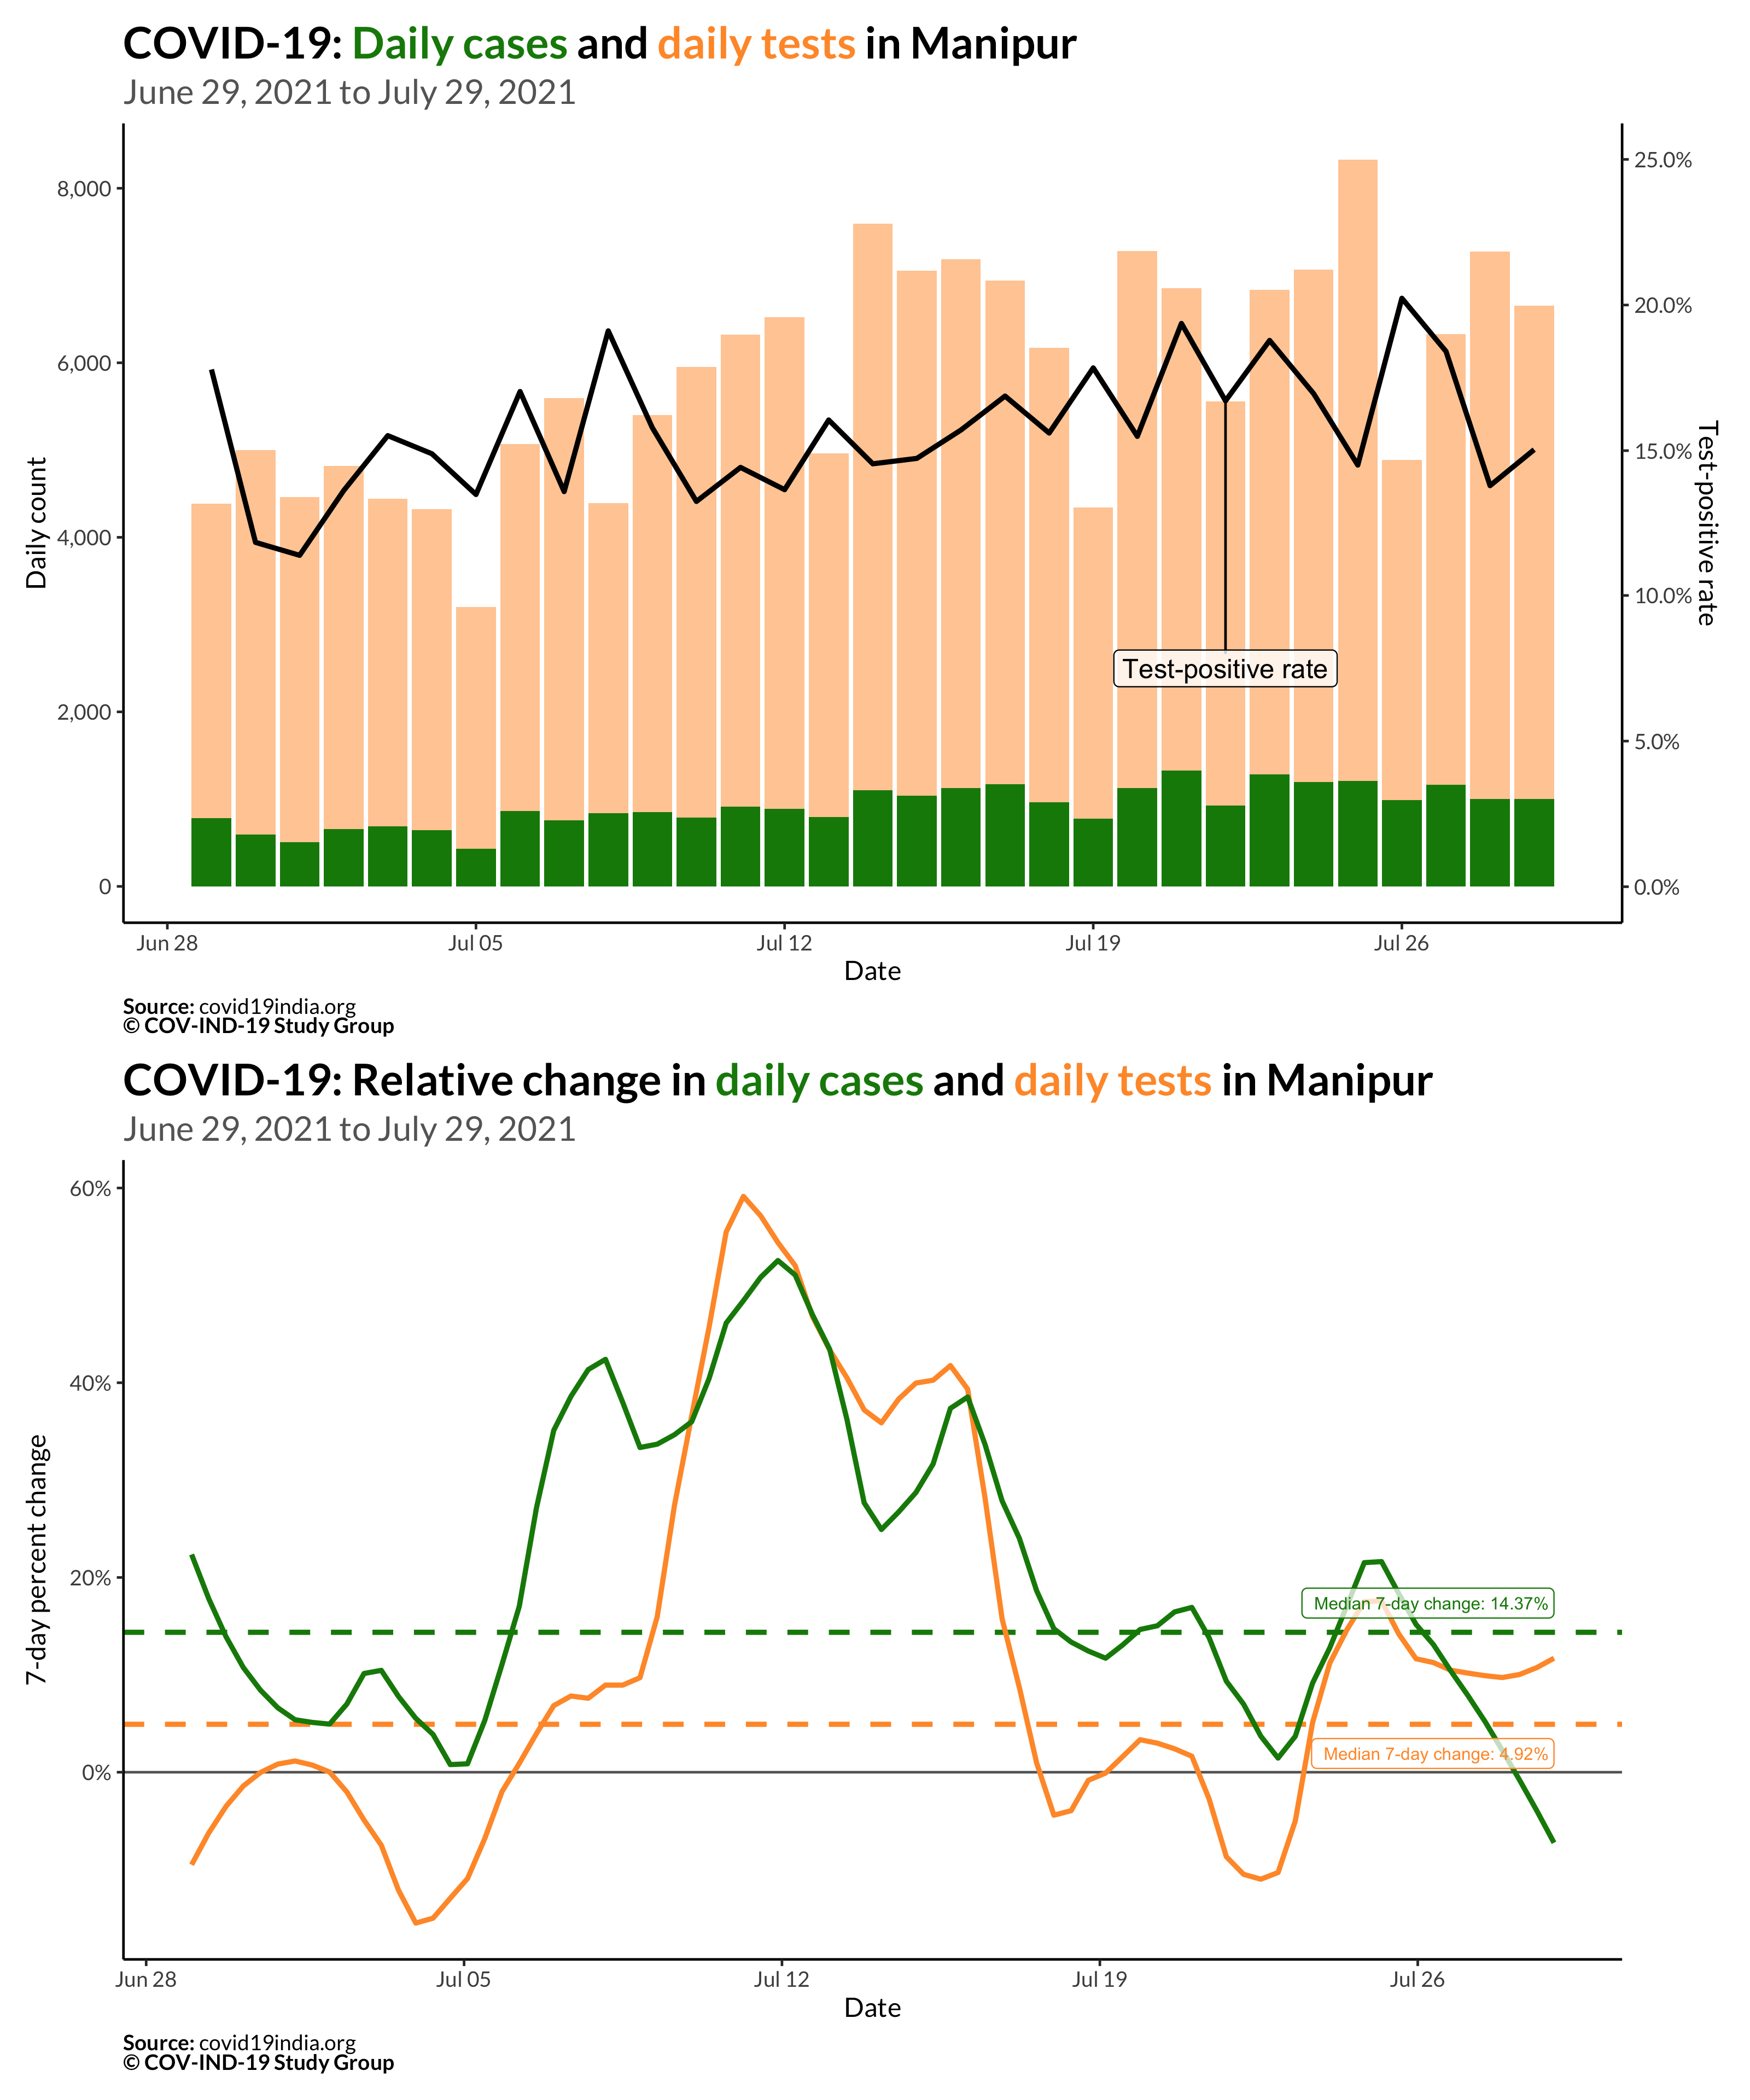 COVID-19: Daily cases and daily tests in Manipur
June 29, 2021 to July 29, 2021
8,000
6,000
4,000
2,000
0
Daily count
25.0%
20.0%
15.0%
10.0%
5.0%
0.0%
Test-positive rate
Test-positive rate
Jun 28
Jul 05
Jul 12
Jul 19
Jul 26
Date
Source: covid19india.org
© COV-IND-19 Study Group
COVID-19: Relative change in daily cases and daily tests in Manipur
June 29, 2021 to July 29, 2021
60%
40%
20%
0%
7-day percent change
Median 7-day change: 14.37%
Median 7-day change: 4.92%
Jun 28
Jul 05
Jul 12
Jul 19
Jul 26
Date
Source: covid19india.org
© COV-IND-19 Study Group